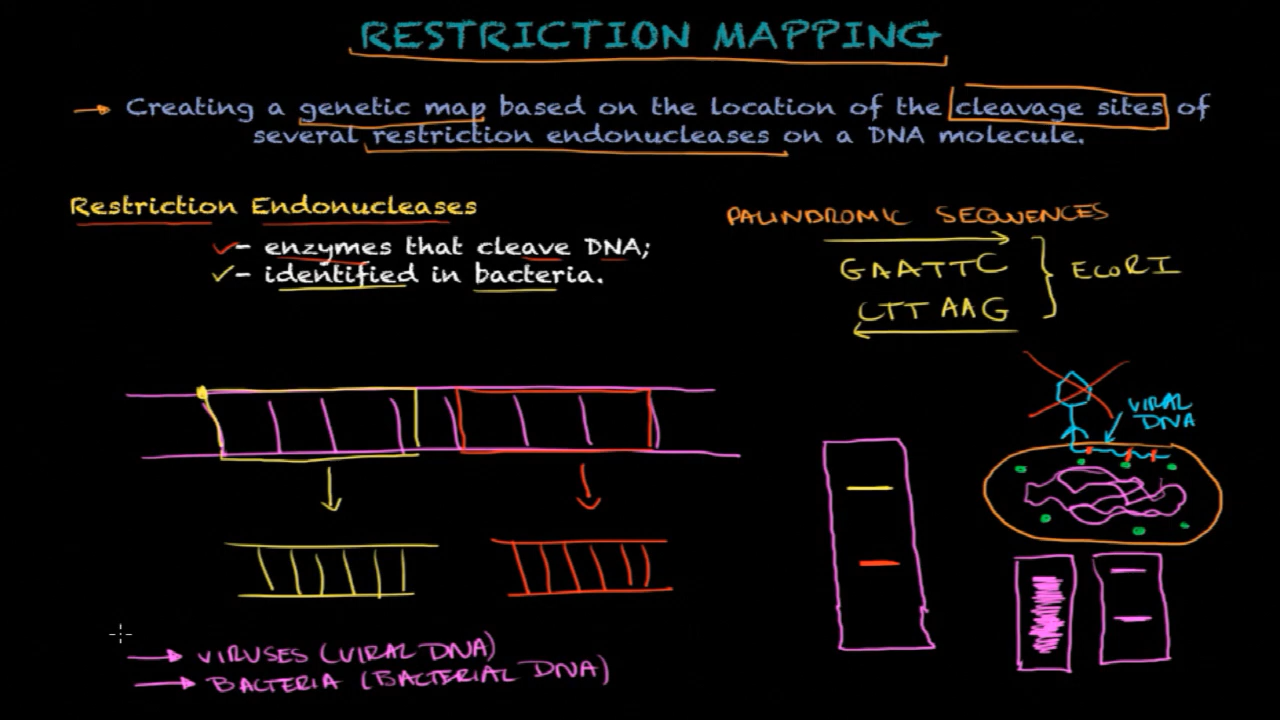 RESTRICTION MAPPING
Creating a genetic map based on the location of the cleavage sites of
several restriction endonucleases on a DNA molecule.
Restriction Endonucleases
- enzymes that cleave DNA;
- identified in bacteria.
PALINDROMIC SEQUENCES
GAATTC
CTTAAG
ECORI
VIRAL
DNA
VIRUSES (VIRAL DNA)
BACTERIA (BACTERIAL DNA)